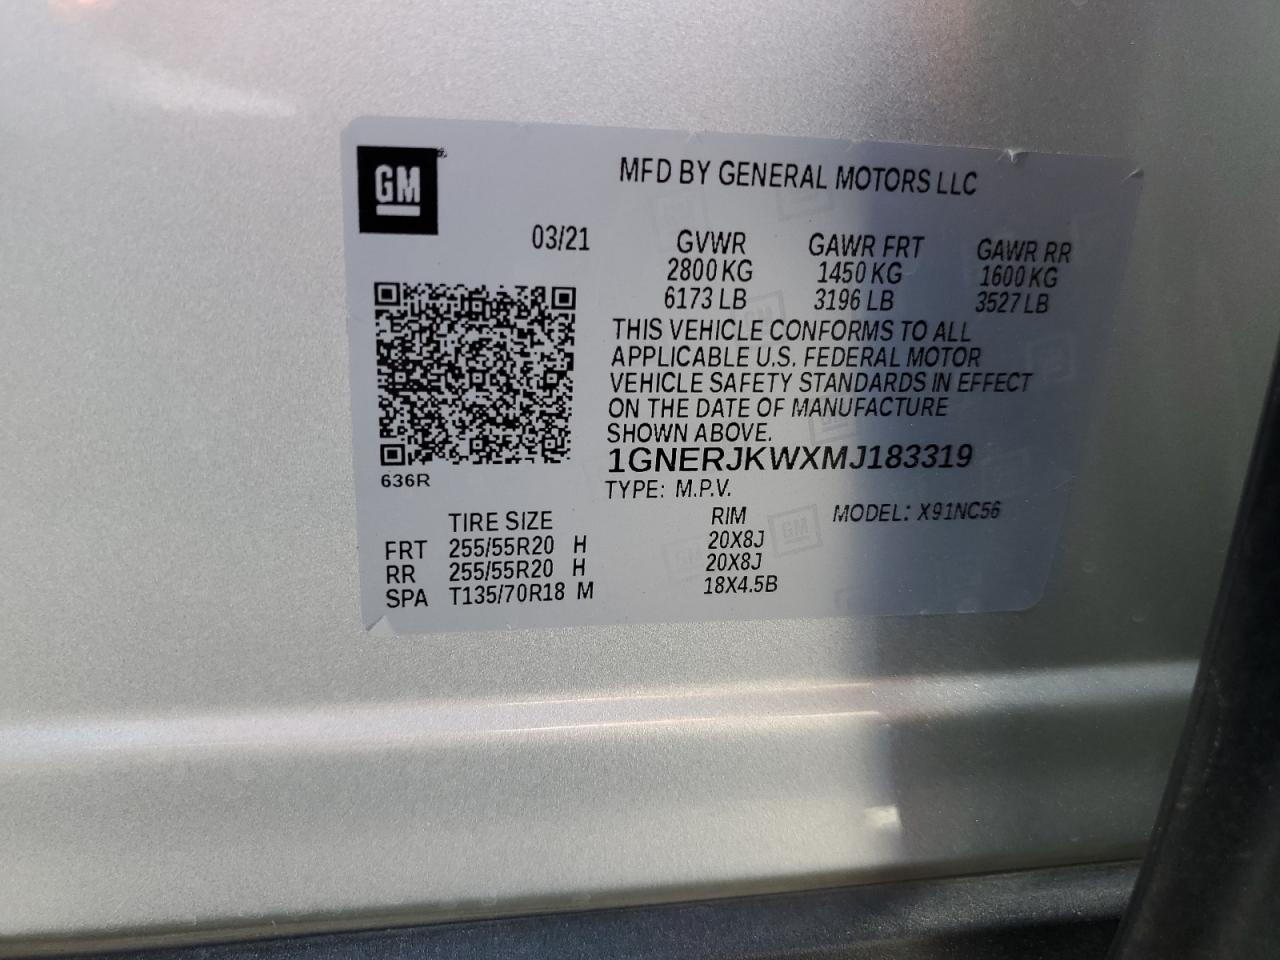 GM
MFD BY GENERAL MOTORS LLC
03/21
GVWR GAWR FRT GAWR RR
2800 KG 1450 KG 1600 KG
6173 LB 3196 LB 3527 LB
THIS VEHICLE CONFORMS TO ALL
APPLICABLE U.S. FEDERAL MOTOR
VEHICLE SAFETY STANDARDS IN EFFECT
ON THE DATE OF MANUFACTURE
SHOWN ABOVE.
1GNERJKWXMJ183319
636R
TYPE: M.P.V.
TIRE SIZE RIM MODEL: X91NC56
FRT 255/55R20 H 20X8J
RR 255/55R20 H 20X8J
SPA T135/70R18 M 18X4.5B